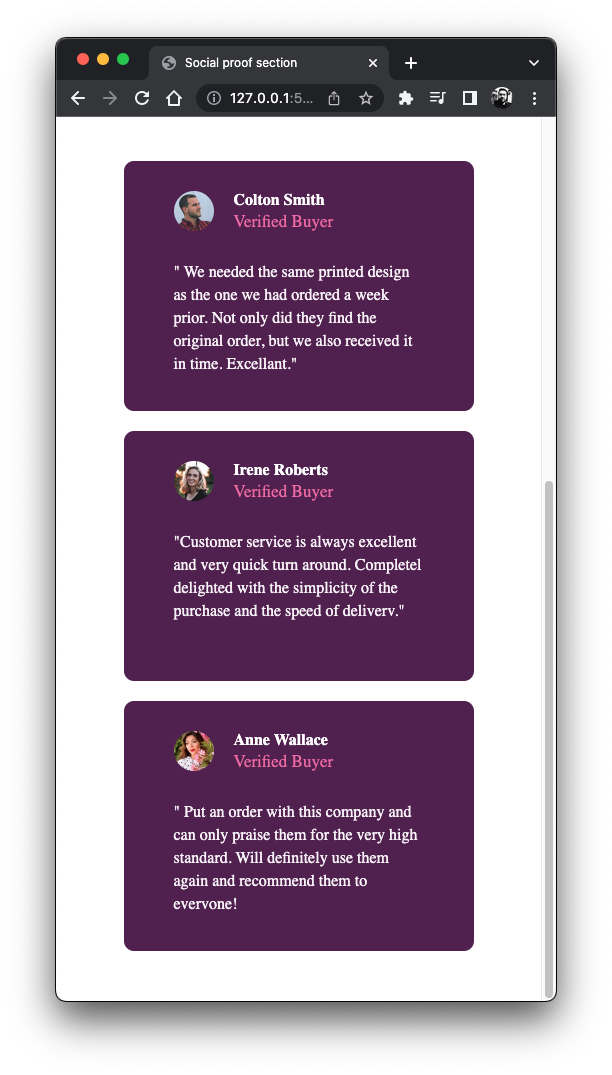 Social proof section
127.0.0.1:5...
Colton Smith
Verified Buyer
" We needed the same printed design
as the one we had ordered a week
prior. Not only did they find the
original order, but we also received it
in time. Excellant."
Irene Roberts
Verified Buyer
"Customer service is always excellent
and very quick turn around. Completel
delighted with the simplicity of the
purchase and the speed of deliverv."
Anne Wallace
Verified Buyer
" Put an order with this company and
can only praise them for the very high
standard. Will definitely use them
again and recommend them to
evervone!